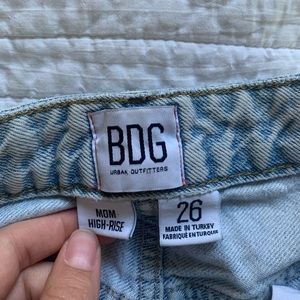 BDG
URBAN OUTFITTERS
MOM
HIGH-RISE
26
MADE IN TURKEY
FABRIQUÉ EN TURQUIE